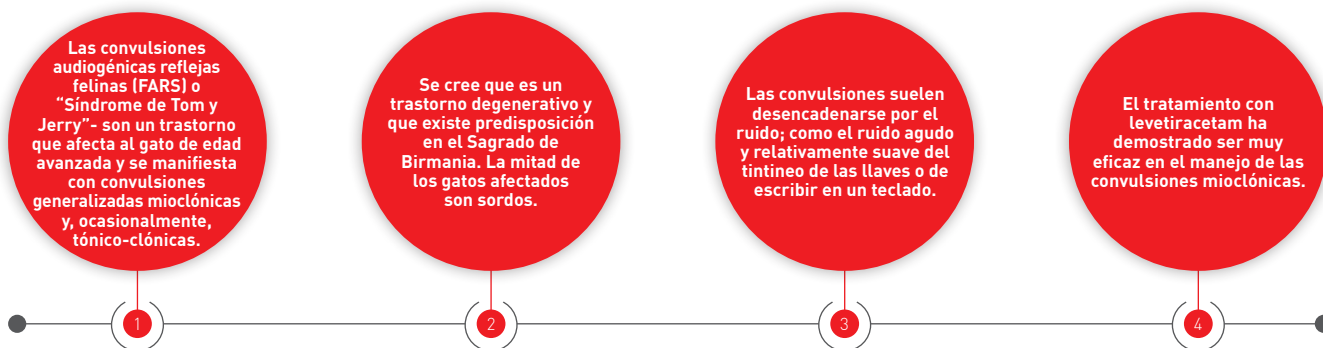 Las convulsiones
audiogénicas reflejas
felinas (FARS) o
“Síndrome de Tom y
Jerry”- son un trastorno
que afecta al gato de edad
avanzada y se manifiesta
con convulsiones
generalizadas mioclónicas
y, ocasionalmente,
tónico-clónicas.
1
Se cree que es un
trastorno degenerativo y
que existe predisposición
en el Sagrado de
Birmania. La mitad de
los gatos afectados
son sordos.
2
Las convulsiones suelen
desencadenarse por el
ruido; como el ruido agudo
y relativamente suave del
tintineo de las llaves o de
escribir en un teclado.
3
El tratamiento con
levetiracetam ha
demostrado ser muy
eficaz en el manejo de las
convulsiones mioclónicas.
4